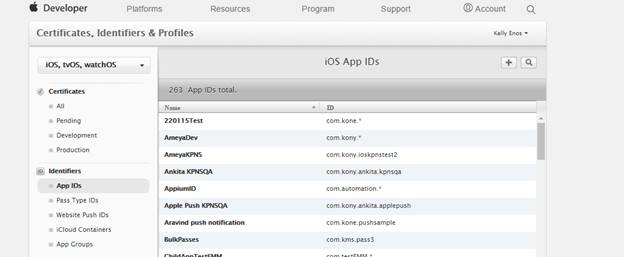 Developer Platforms Resources Program Support Account
Certificates, Identifiers & Profiles Kelly Enos
iOS, tvOS, watchOS
iOS App IDs
263 App IDs total.
Name ID
Certificates
All
Pending
Development
Production
Identifiers
App IDs
Pass Type IDs
Website Push IDs
iCloud Containers
App Groups
220115Test com.kone.*
AmeyaDev com.kony.*
AmeyaKPNS com.kony.ioskpnstest2
Ankita KPNSQA com.kony.ankita.kpnsqa
AppiumID com.automation.*
Apple Push KPNSQA com.kony.ankita.applepush
Aravind push notification com.kone.pushsample
BulkPasses com.kms.pass3
ChildAppTestEMM com.testEMM.*